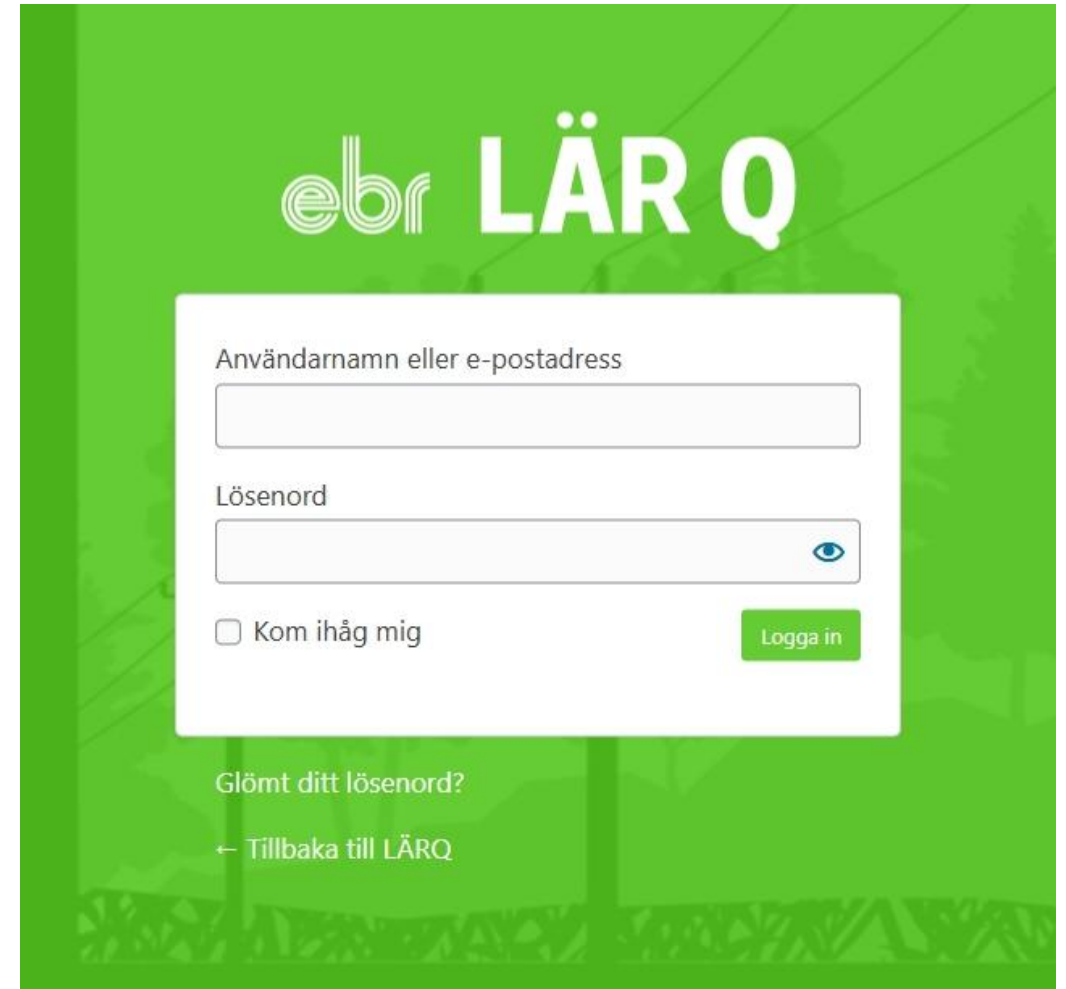 ebr LÄR Q
Användarnamn eller e-postadress
Lösenord
Kom ihåg mig
Logga in
Glömt ditt lösenord?
← Tillbaka till LÄRQ